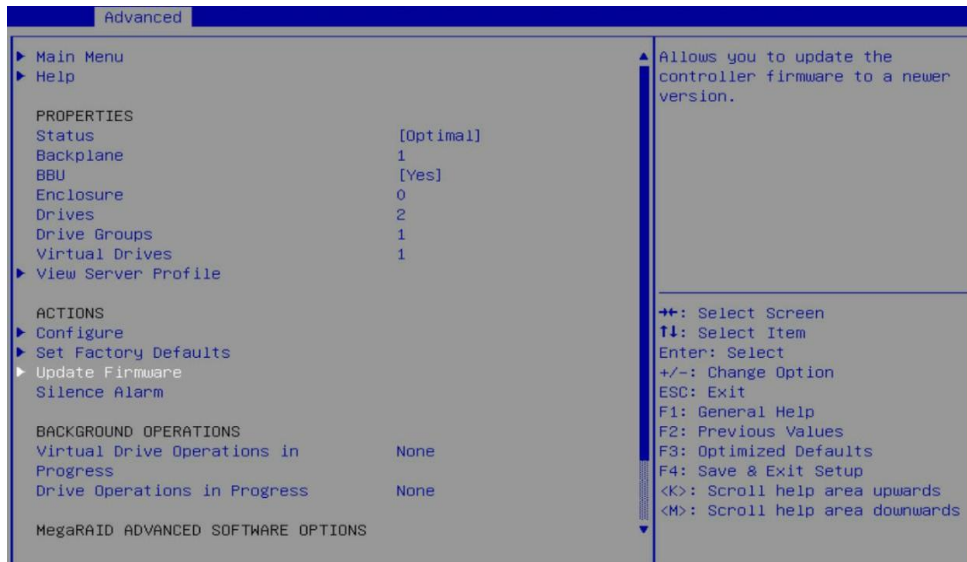 Advanced
Main Menu
Help
PROPERTIES
Status [Optimal]
Backplane 1
BBU [Yes]
Enclosure 0
Drives 2
Drive Groups 1
Virtual Drives 1
View Server Profile
ACTIONS
Configure
Set Factory Defaults
Update Firmware
Silence Alarm
BACKGROUND OPERATIONS
Virtual Drive Operations in None
Progress
Drive Operations in Progress None
MegaRAID ADVANCED SOFTWARE OPTIONS
Allows you to update the
controller firmware to a newer
version.
→←: Select Screen
↑↓: Select Item
Enter: Select
+/-: Change Option
ESC: Exit
F1: General Help
F2: Previous Values
F3: Optimized Defaults
F4: Save & Exit Setup
<K>: Scroll help area upwards
<M>: Scroll help area downwards